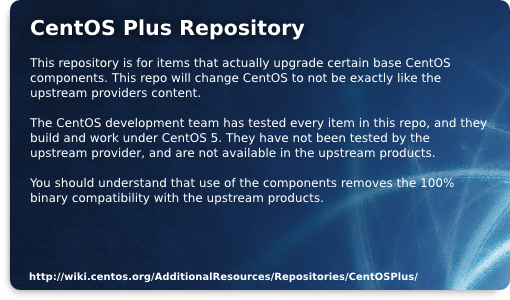 CentOS Plus Repository
This repository is for items that actually upgrade certain base CentOS
components. This repo will change CentOS to not be exactly like the
upstream providers content.
The CentOS development team has tested every item in this repo, and they
build and work under CentOS 5. They have not been tested by the
upstream provider, and are not available in the upstream products.
You should understand that use of the components removes the 100%
binary compatibility with the upstream products.
http://wiki.centos.org/AdditionalResources/Repositories/CentOSPlus/